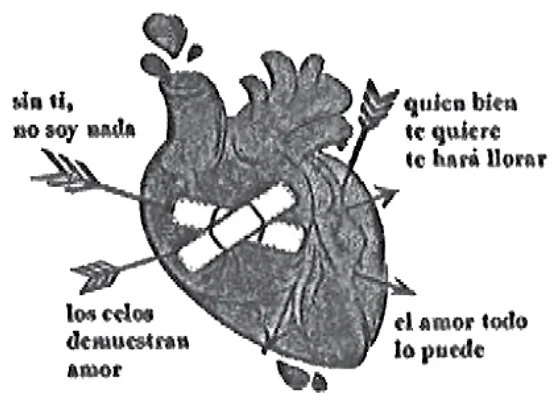 sin ti,
no soy nada
quien bien
te quiere
te hará llorar
los celos
demuestran
amor
el amor todo
lo puede